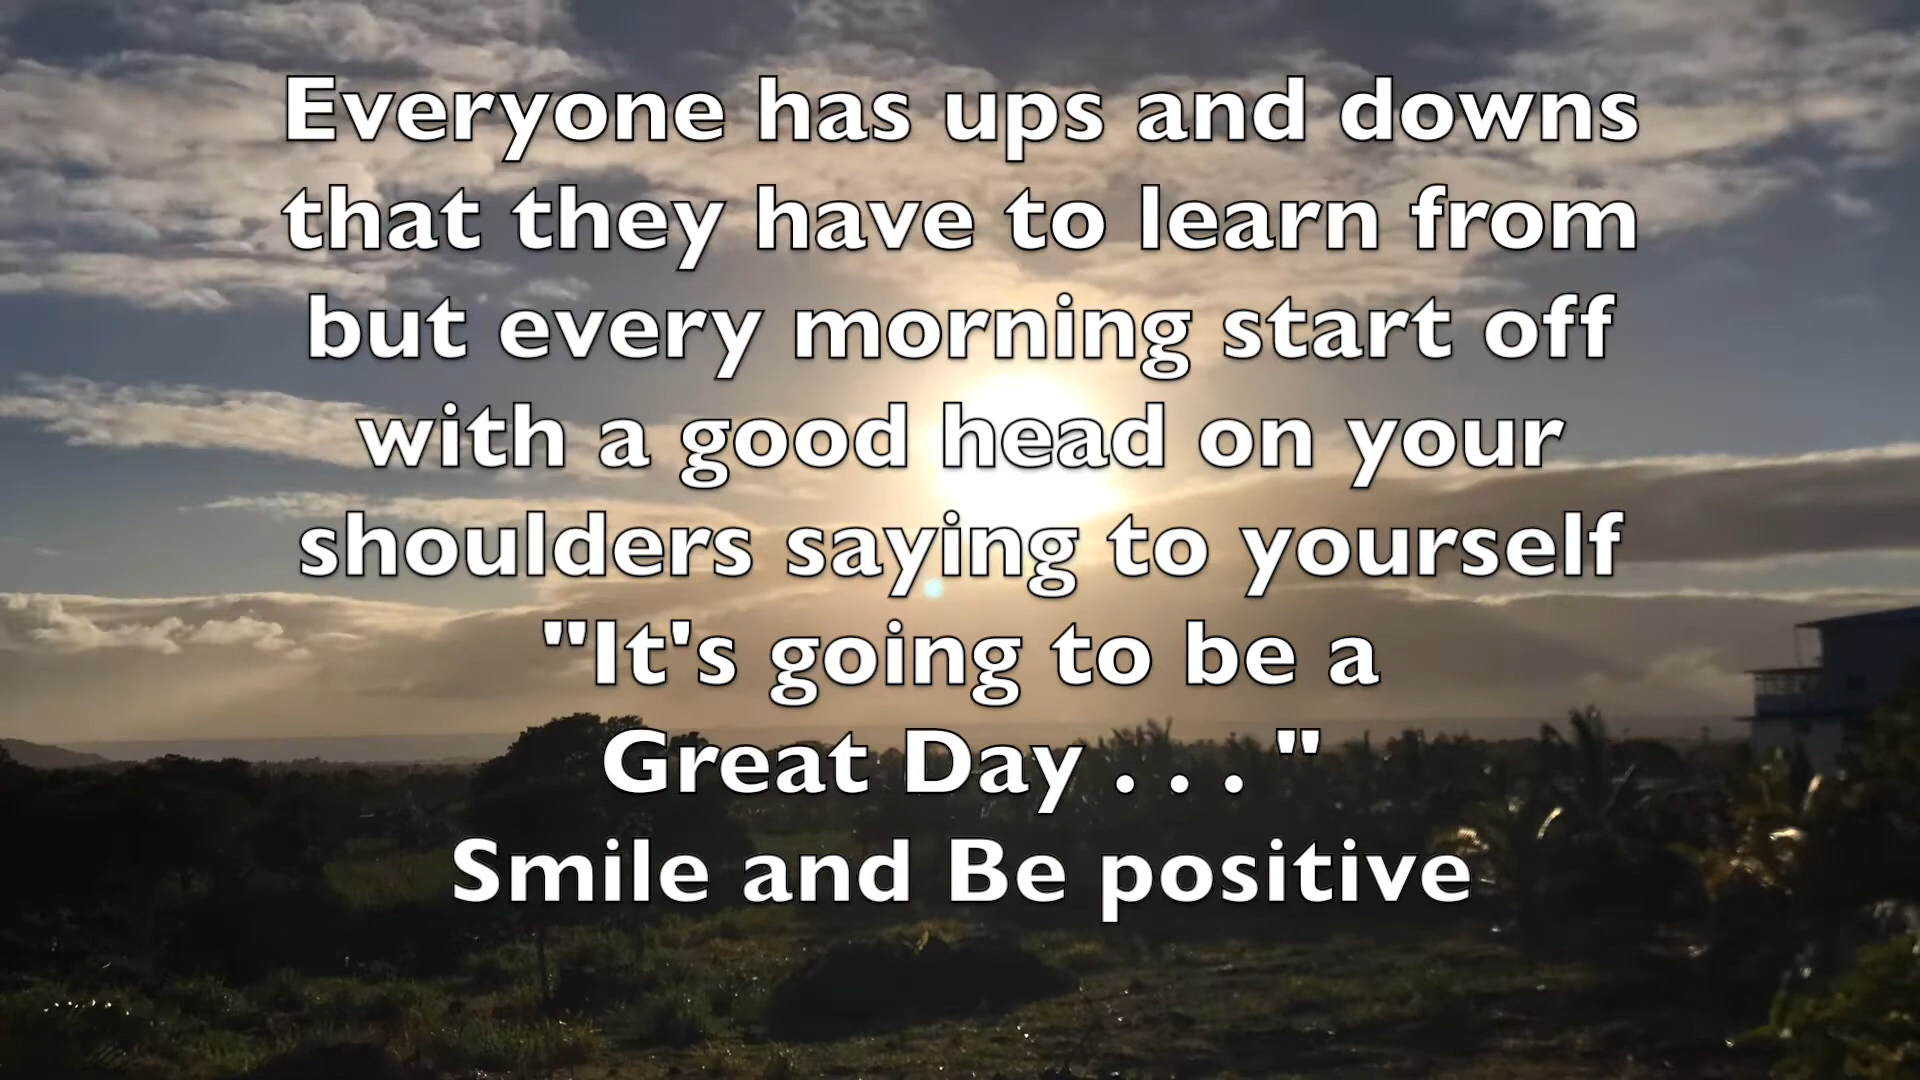 Everyone has ups and downs
that they have to learn from
but every morning start off
with a good head on your
shoulders saying to yourself
"It's going to be a
Great Day . . . "
Smile and Be positive